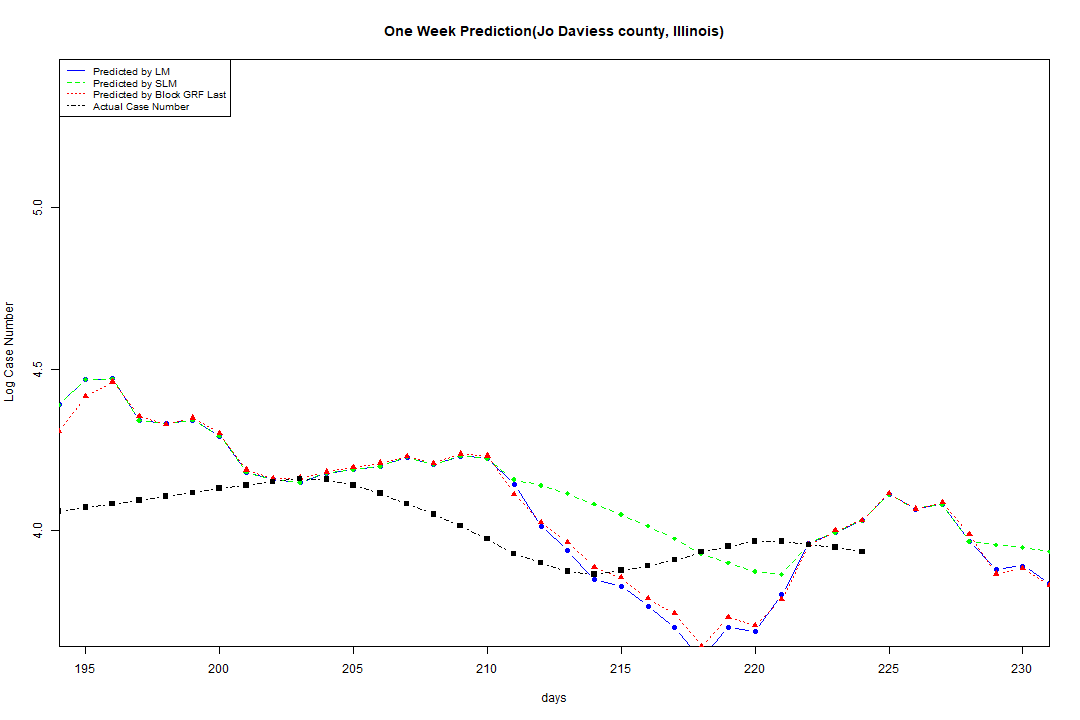 One Week Prediction(Jo Daviess county, Illinois)
Predicted by LM
Predicted by SLM
Predicted by Block GRF Last
Actual Case Number
5.0
4.5
4.0
Log Case Number
195 200 205 210 215 220 225 230
days